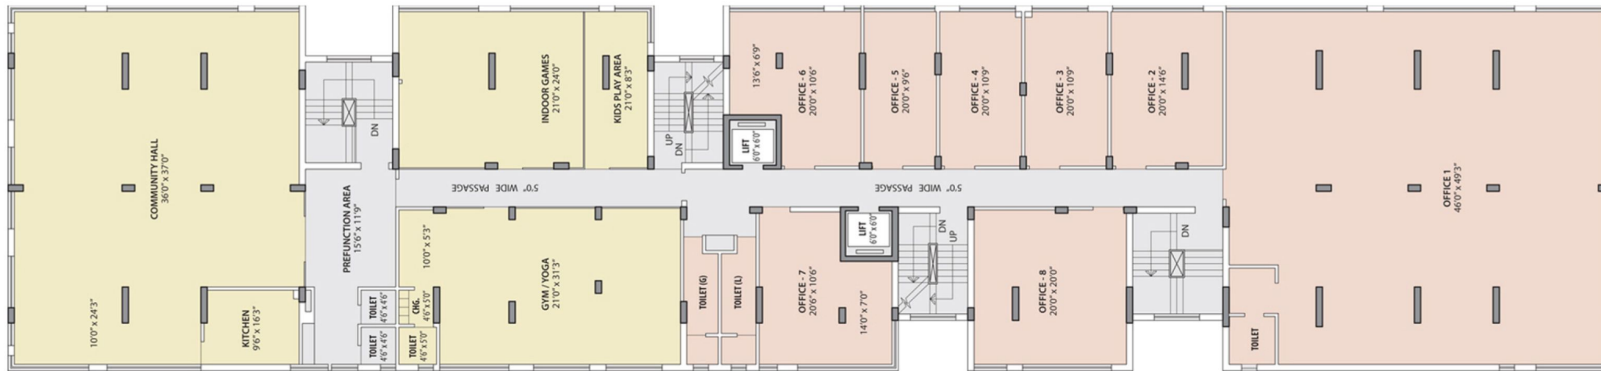 COMMUNITY HALL
36'0" x 37'0"
10'0" x 24'3"
KITCHEN
9'6" x 16'3"
DN
PREFUNCTION AREA
15'6" x 11'9"
TOILET
4'6" x 4'6"
TOILET
4'6" x 4'6"
INDOOR GAMES
21'0" x 24'0"
KIDS PLAY AREA
21'0" x 8'3"
5'0" WIDE PASSAGE
10'0" x 5'3"
CHG.
4'6" x 5'0"
TOILET
4'6" x 5'0"
GYM / YOGA
21'0" x 31'3"
UP
DN
TOILET (G)
TOILET (L)
13'6" x 6'9"
LIFT
6'0" x 6'0"
OFFICE - 6
20'0" x 10'6"
OFFICE - 5
20'0" x 9'6"
OFFICE - 4
20'0" x 10'9"
OFFICE - 3
20'0" x 10'9"
OFFICE - 2
20'0" x 14'6"
5'0" WIDE PASSAGE
OFFICE - 7
20'6" x 10'6"
14'0" x 7'0"
LIFT
6'0" x 6'0"
DN
UP
OFFICE - 8
20'0" x 20'0"
DN
TOILET
OFFICE 1
46'0" x 49'3"